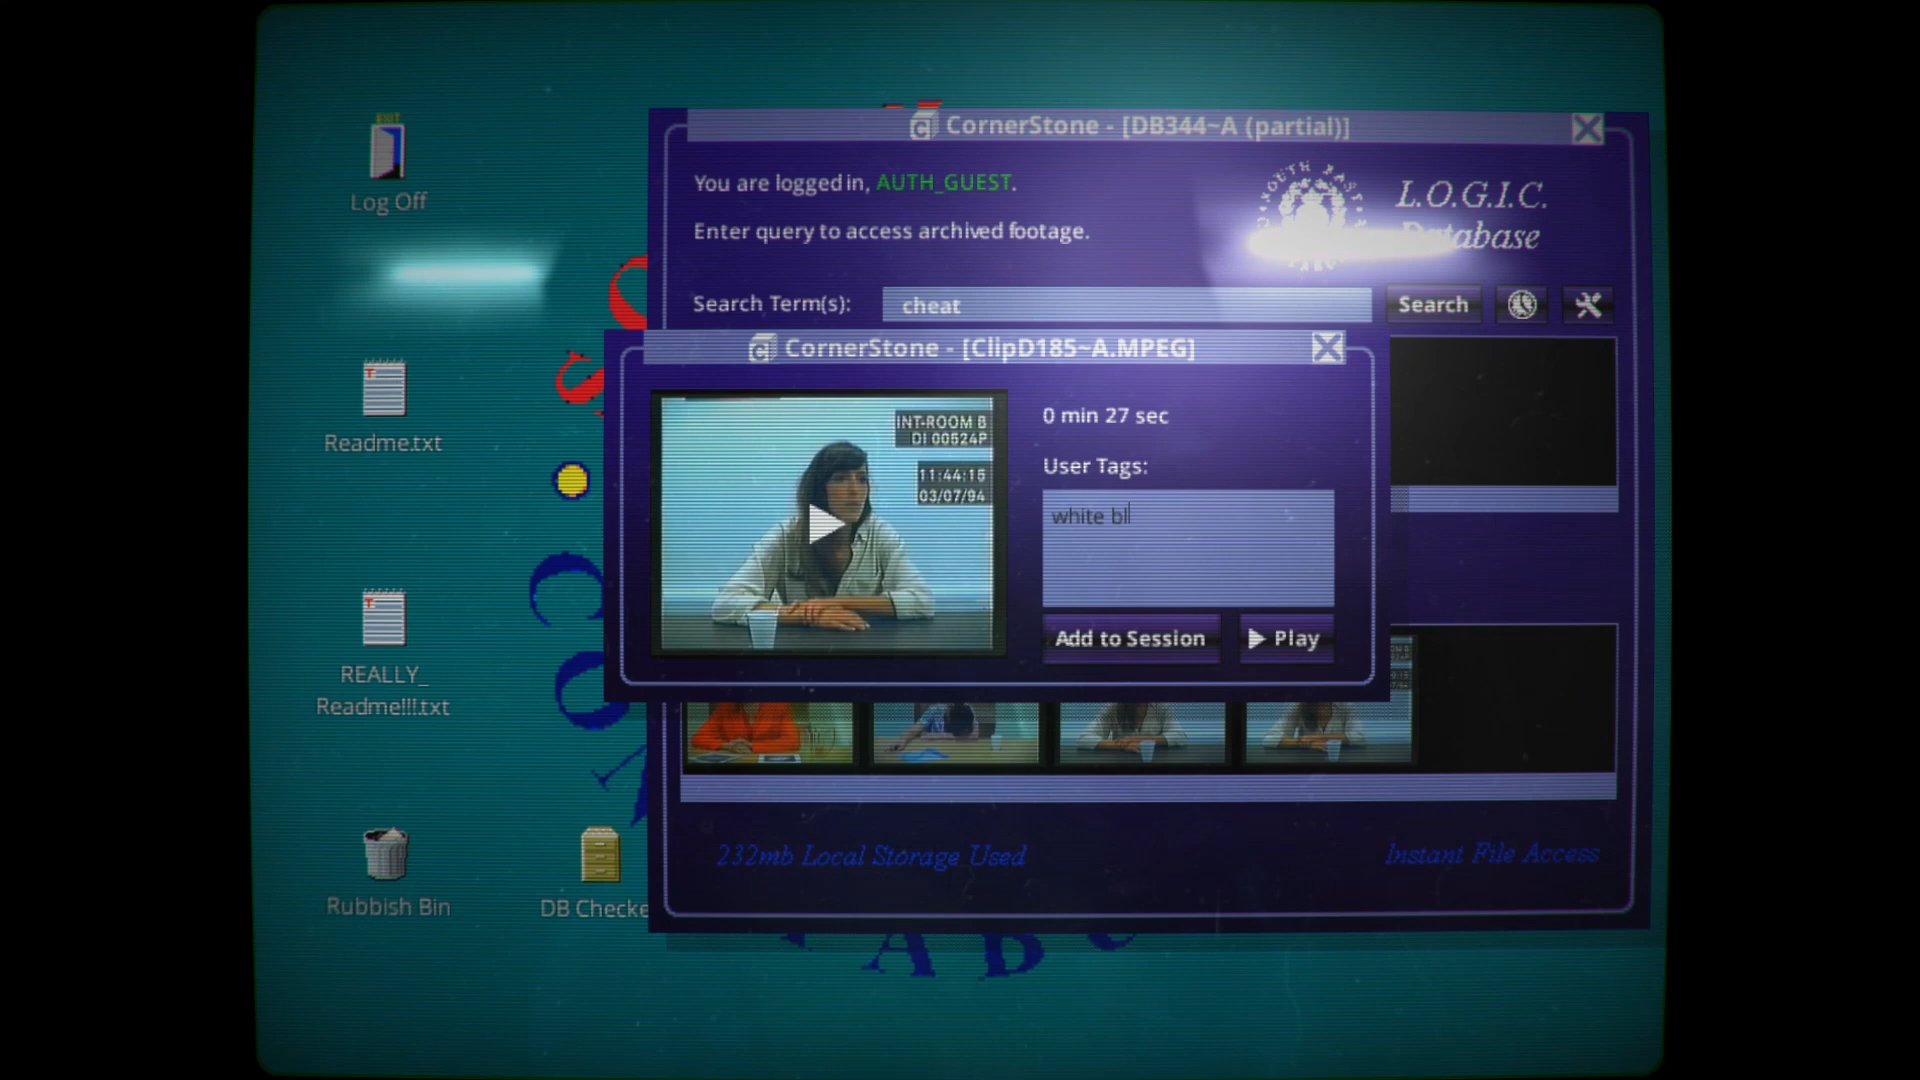 EXIT
Log Off
Readme.txt
REALLY_
Readme!!!.txt
Rubbish Bin
DB Checke
CornerStone - [DB344~A (partial)]
You are logged in, AUTH_GUEST.
Enter query to access archived footage.
L.O.G.I.C.
Database
Search Term(s):
cheat
Search
CornerStone - [ClipD185~A.MPEG]
INT-ROOM B
DI 00524P
11:44:15
03/07/94
0 min 27 sec
User Tags:
white bl
Add to Session
Play
232mb Local Storage Used
Instant File Access